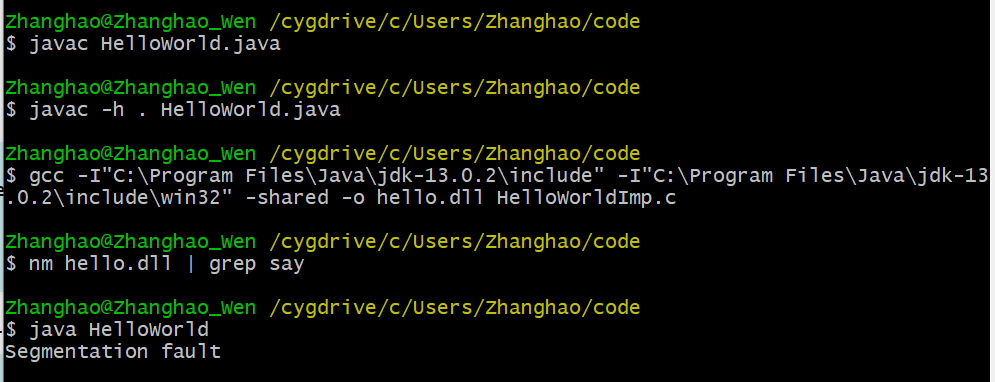 Zhanghao@Zhanghao_Wen /cygdrive/c/Users/Zhanghao/code
$ javac HelloWorld.java
Zhanghao@Zhanghao_Wen /cygdrive/c/Users/Zhanghao/code
$ javac -h . HelloWorld.java
Zhanghao@Zhanghao_Wen /cygdrive/c/Users/Zhanghao/code
$ gcc -I"C:\Program Files\Java\jdk-13.0.2\include" -I"C:\Program Files\Java\jdk-13
.0.2\include\win32" -shared -o hello.dll HelloWorldImp.c
Zhanghao@Zhanghao_Wen /cygdrive/c/Users/Zhanghao/code
$ nm hello.dll | grep say
Zhanghao@Zhanghao_Wen /cygdrive/c/Users/Zhanghao/code
$ java HelloWorld
Segmentation fault